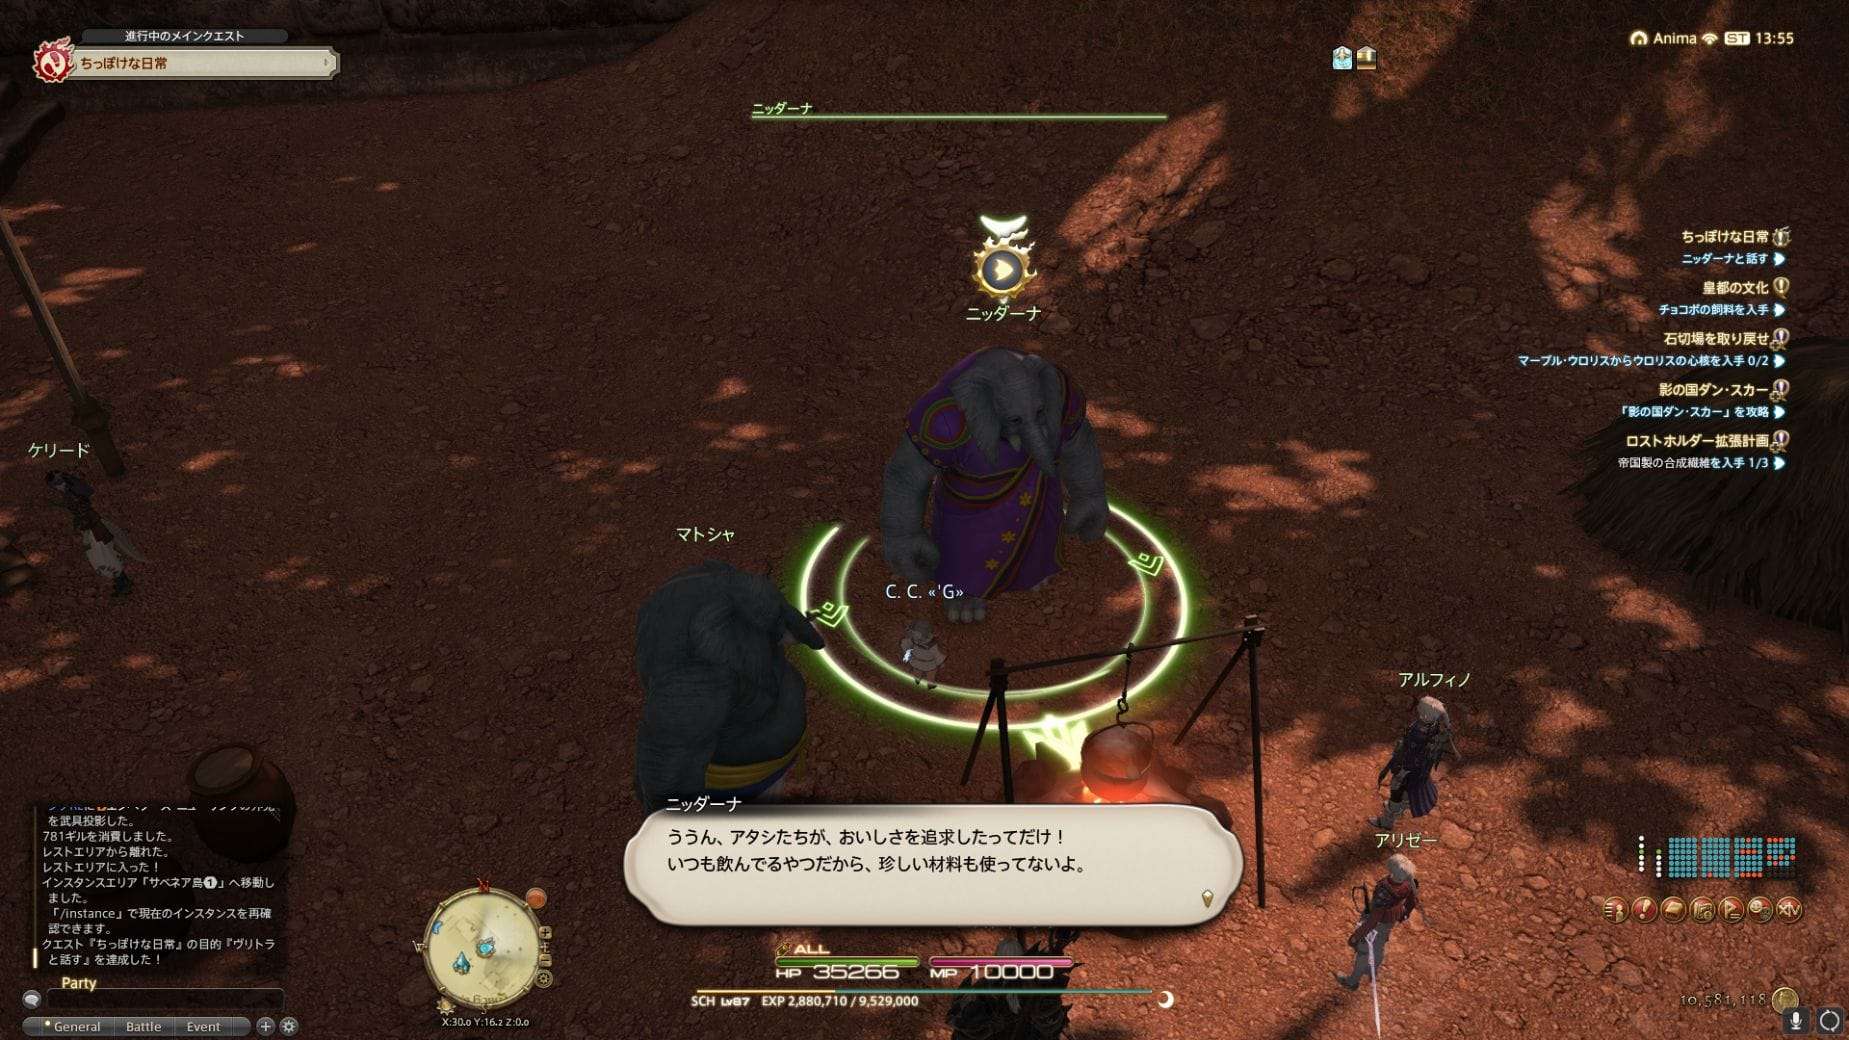 進行中のメインクエスト
ちっぽけな日常
Anima ST 13:55
ニッダーナ
ニッダーナ
ちっぽけな日常
ニッダーナと話す
皇都の文化
チョコボの飼料を入手
石切場を取り戻せ
マーブル・ウロリスからウロリスの心核を入手 0/2
影の国ダン・スカー
「影の国ダン・スカー」を攻略
ロストホルダー拡張計画
帝国製の合成繊維を入手 1/3
ケリード
マトシャ
C. C. «'G»
アルフィノ
アリゼー
ニッダーナ
ううん、アタシたちが、おいしさを追求したってだけ！
いつも飲んでるやつだから、珍しい材料も使ってないよ。
を武具投影した。
781ギルを消費しました。
レストエリアから離れた。
レストエリアに入った！
インスタンスエリア「サベネア島1」へ移動し
ました。
「/instance」で現在のインスタンスを再確
認できます。
クエスト『ちっぽけな日常』の目的『ヴリトラ
と話す』を達成した！
Party
General Battle Event
N
X:30.0 Y:16.2 Z:0.0
ALL
HP 35266 MP 10000
SCH Lv87 EXP 2,880,710 / 9,529,000
10,581,118